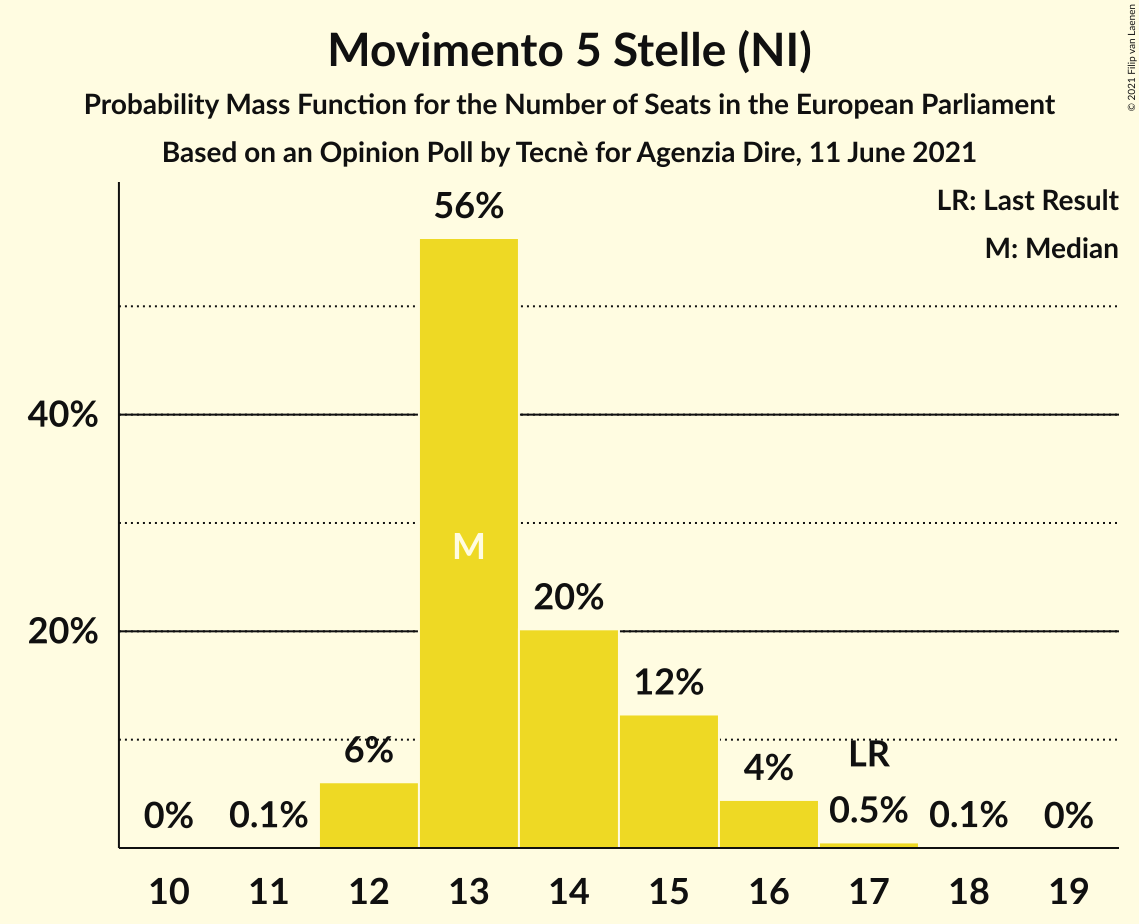 Movimento 5 Stelle (NI)
Probability Mass Function for the Number of Seats in the European Parliament
Based on an Opinion Poll by Tecnè for Agenzia Dire, 11 June 2021
© 2021 Filip van Laenen
LR: Last Result
M: Median
56%
40%
M
20%
20%
12%
6%
4%
LR
0%
0.1%
0.5%
0.1%
0%
10 11 12 13 14 15 16 17 18 19